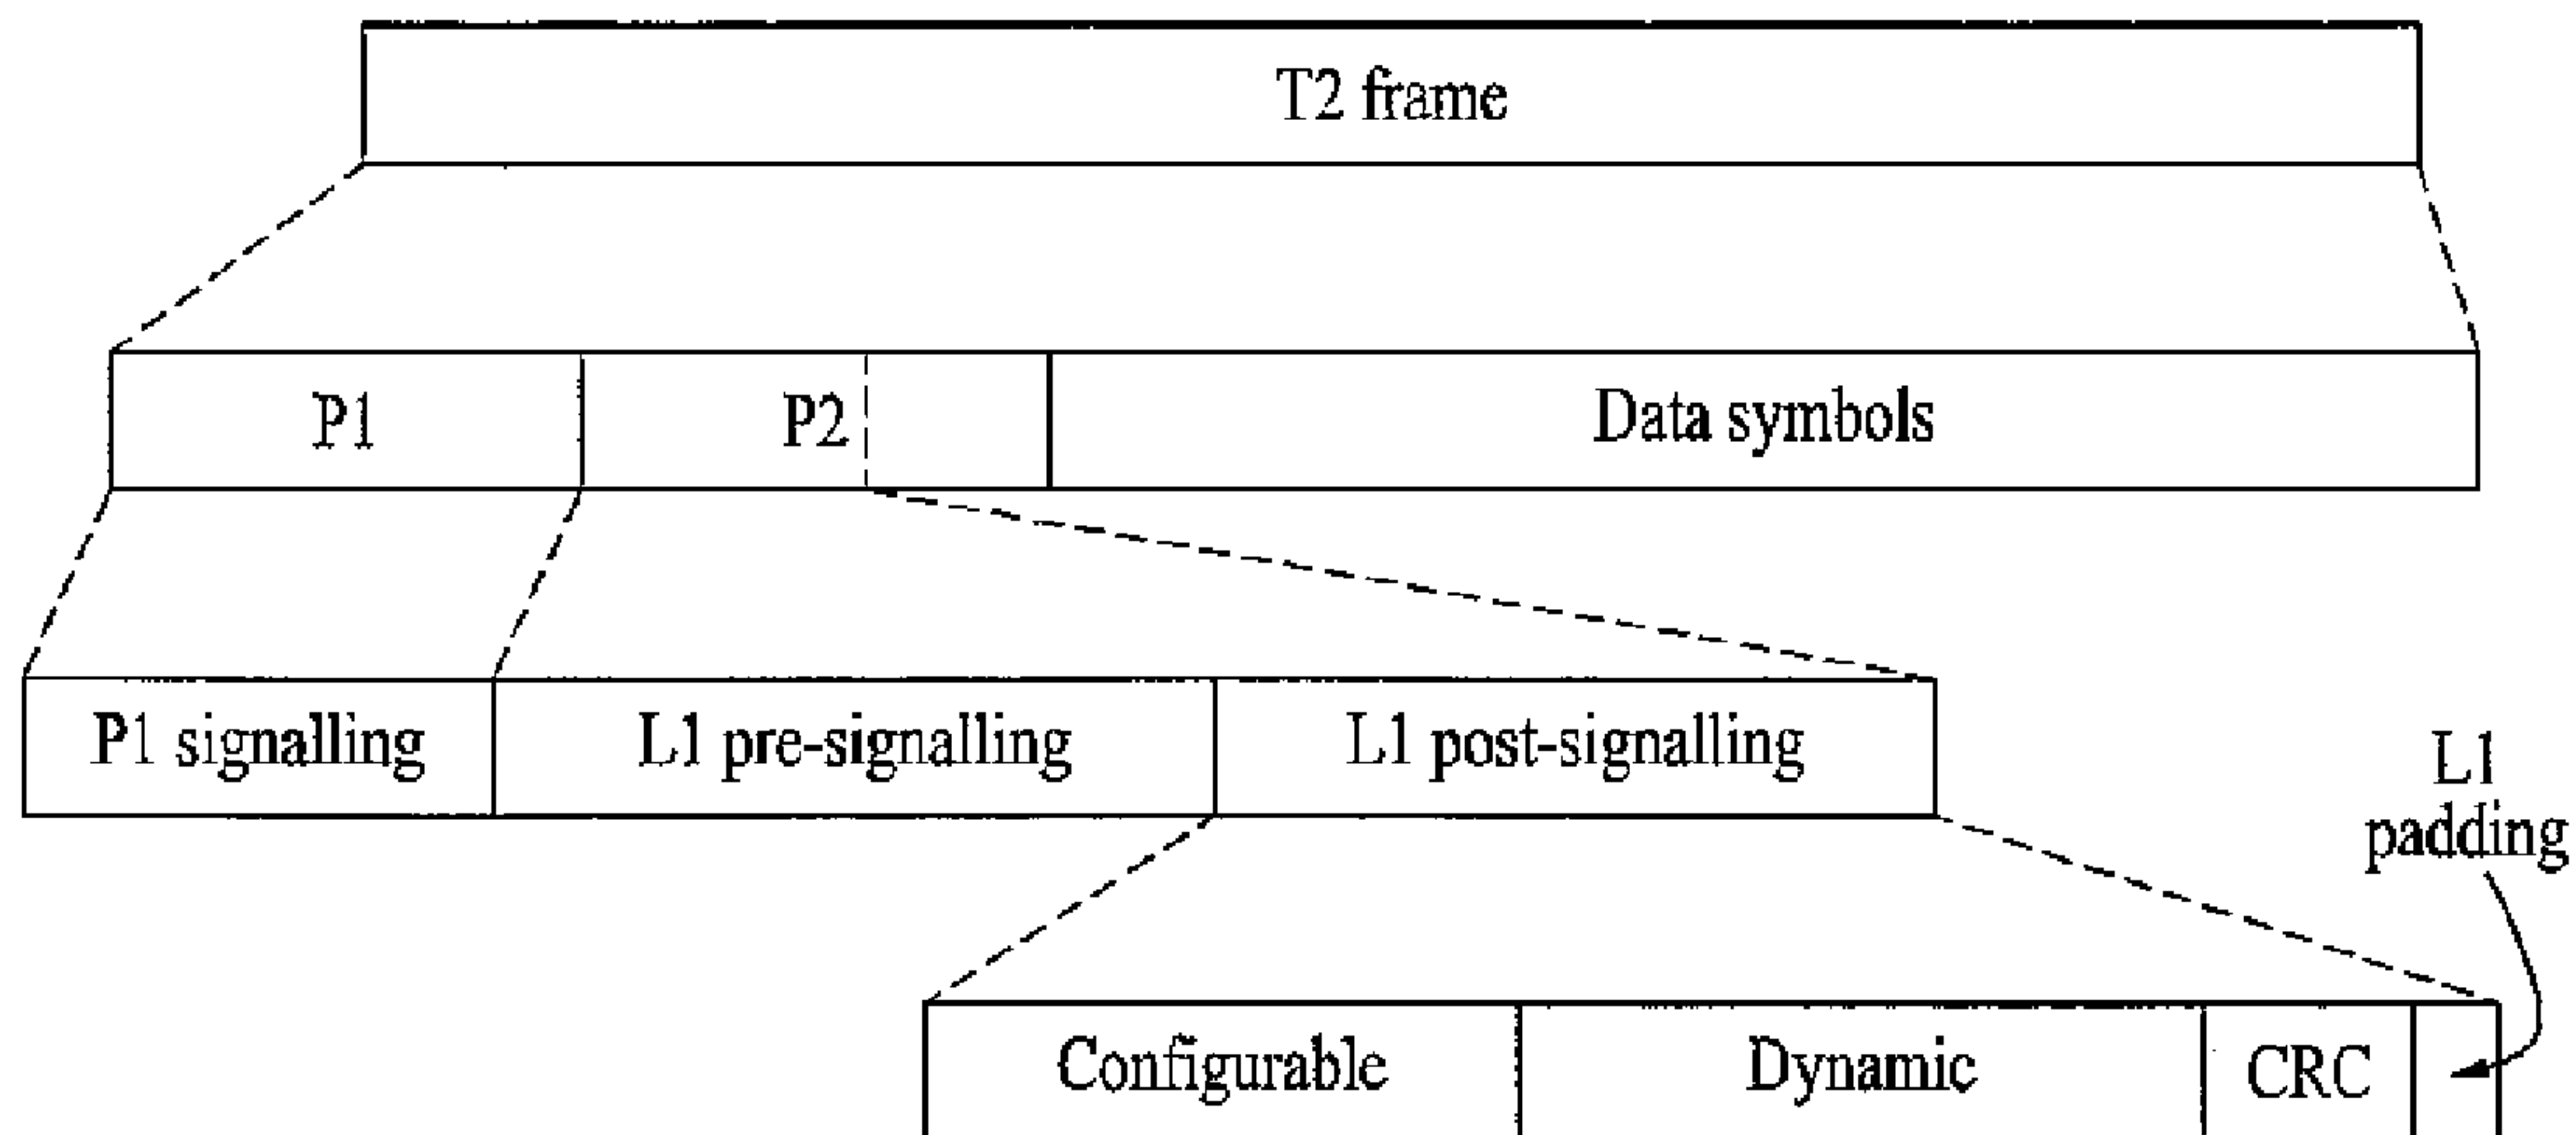 T2 frame
P1
P2
Data symbols
P1 signalling
L1 pre-signalling
L1 post-signalling
L1
padding
Configurable
Dynamic
CRC